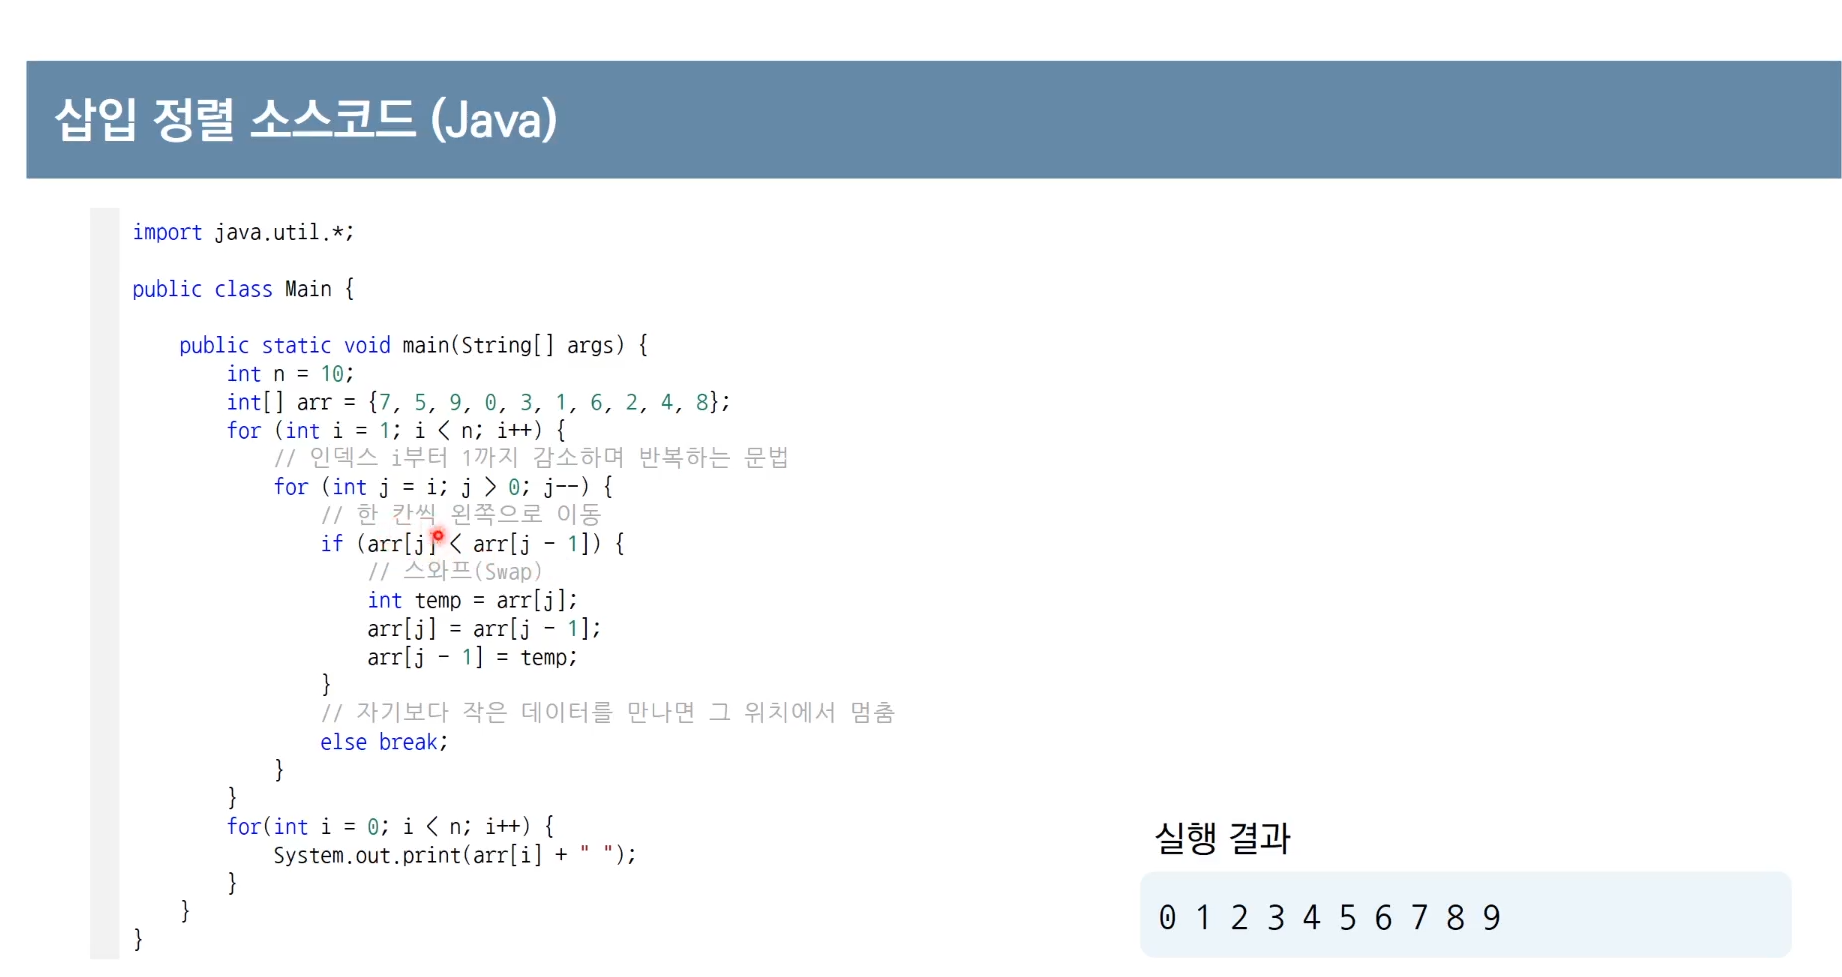 삽입 정렬 소스코드 (Java)
import java.util.*;
public class Main {
public static void main(String[] args) {
int n = 10;
int[] arr = {7, 5, 9, 0, 3, 1, 6, 2, 4, 8};
for (int i = 1; i < n; i++) {
// 인덱스 i부터 1까지 감소하며 반복하는 문법
for (int j = i; j > 0; j--) {
// 한 칸씩 왼쪽으로 이동
if (arr[j] < arr[j - 1]) {
// 스와프(Swap)
int temp = arr[j];
arr[j] = arr[j - 1];
arr[j - 1] = temp;
}
// 자기보다 작은 데이터를 만나면 그 위치에서 멈춤
else break;
}
}
for(int i = 0; i < n; i++) {
System.out.print(arr[i] + " ");
}
}
}
실행 결과
0 1 2 3 4 5 6 7 8 9